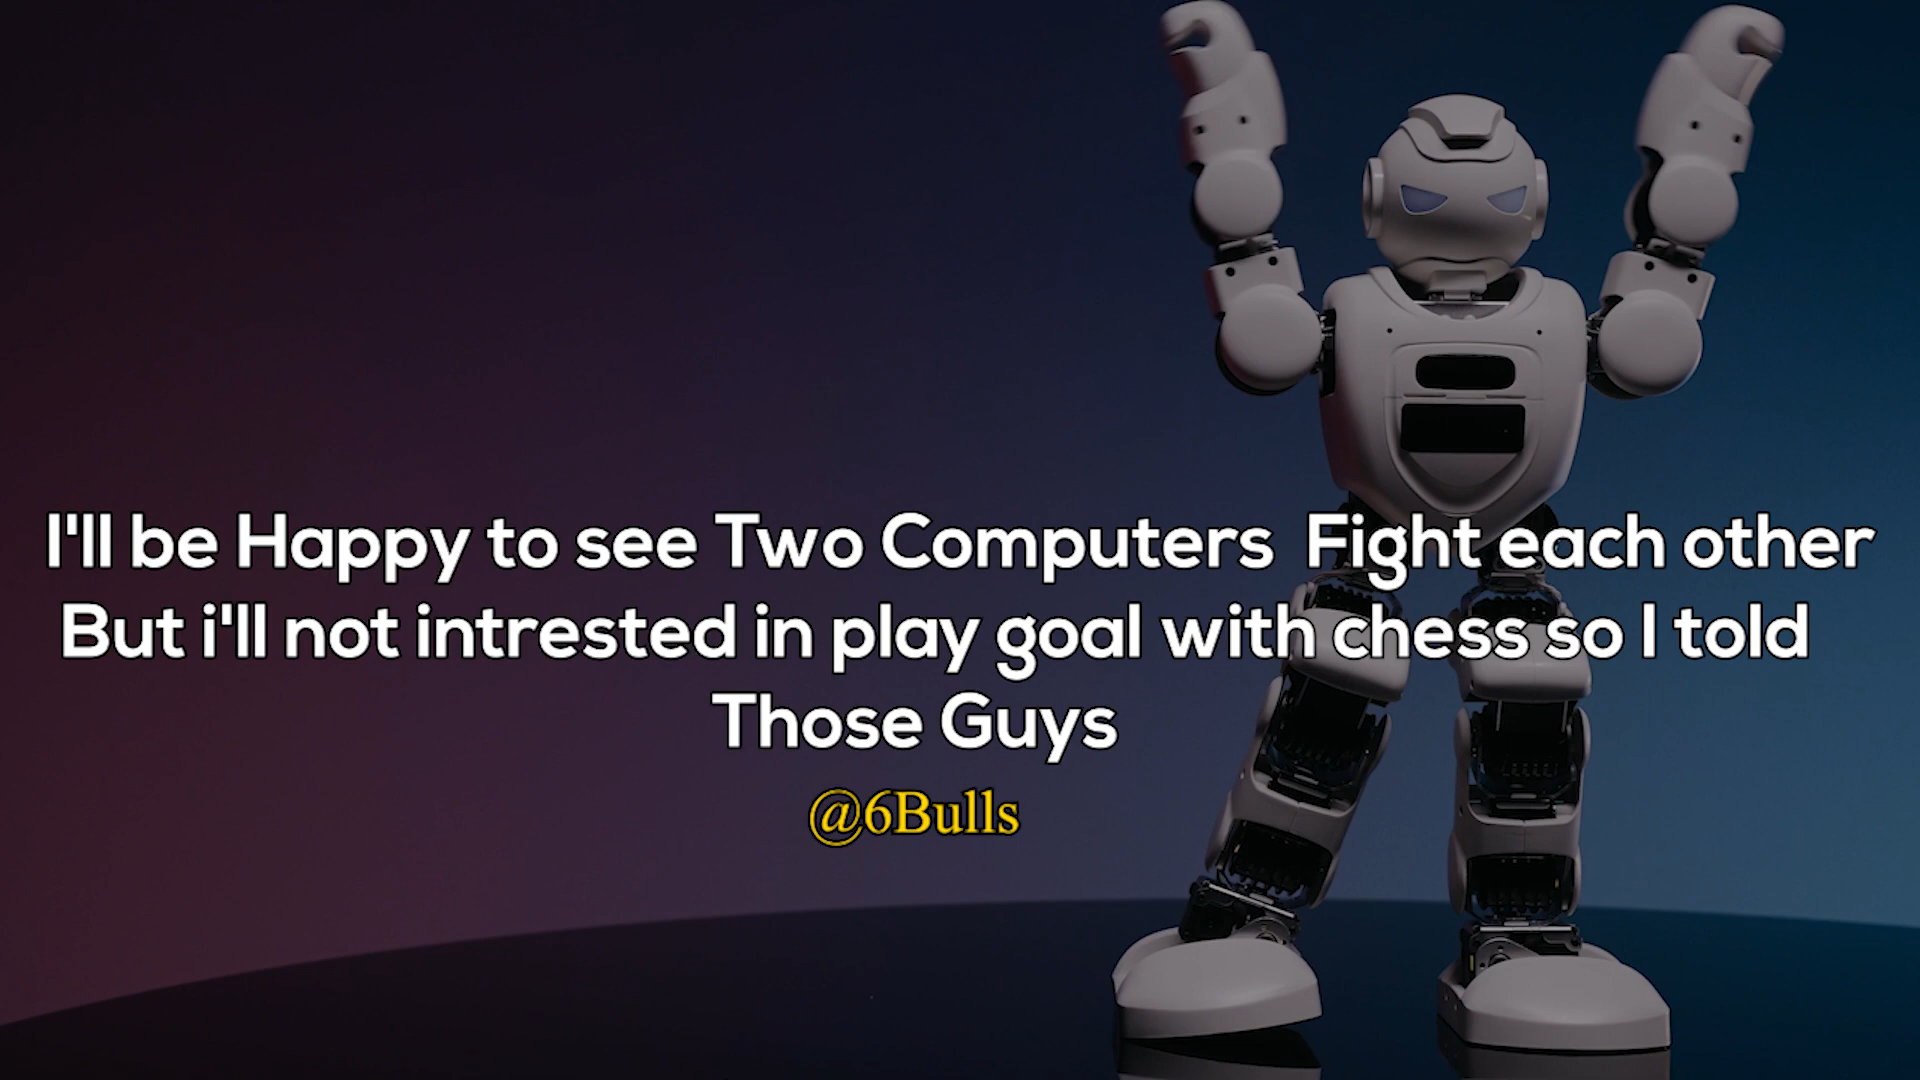 I'll be Happy to see Two Computers  Fight each other
But i'll not intrested in play goal with chess so I told
Those Guys
@6Bulls